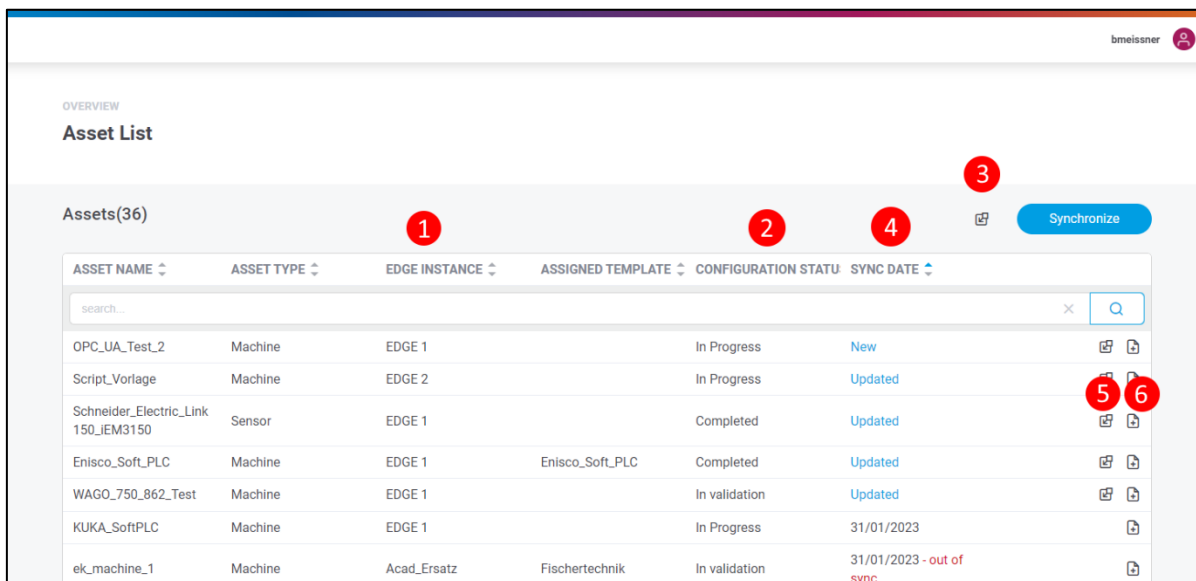 bmeissner
OVERVIEW
Asset List
3
Assets(36)
1
2
4
Synchronize
ASSET NAME ASSET TYPE EDGE INSTANCE ASSIGNED TEMPLATE CONFIGURATION STATU SYNC DATE
search...
OPC_UA_Test_2 Machine EDGE 1 In Progress New
Script_Vorlage Machine EDGE 2 In Progress Updated
5 6
Schneider_Electric_Link
150_iEM3150 Sensor EDGE 1 Completed Updated
Enisco_Soft_PLC Machine EDGE 1 Enisco_Soft_PLC Completed Updated
WAGO_750_862_Test Machine EDGE 1 In validation Updated
KUKA_SoftPLC Machine EDGE 1 In Progress 31/01/2023
ek_machine_1 Machine Acad_Ersatz Fischertechnik In validation 31/01/2023 - out of
sync